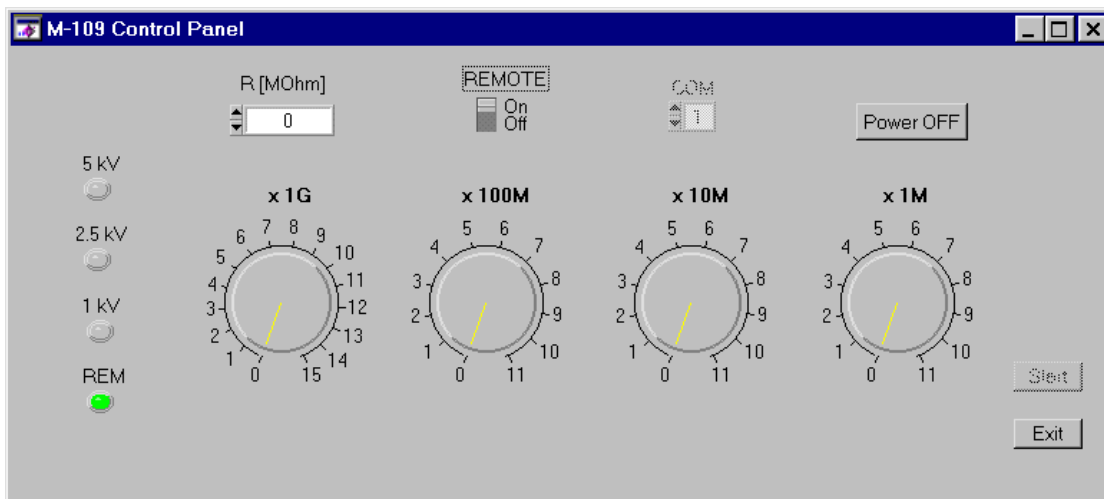 M-109 Control Panel
R [MOhm]
0
REMOTE
On
Off
COM
1
Power OFF
5 kV
2.5 kV
1 kV
REM
x 1G
0 1 2 3 4 5 6 7 8 9 10 11 12 13 14 15
x 100M
0 1 2 3 4 5 6 7 8 9 10 11
x 10M
0 1 2 3 4 5 6 7 8 9 10 11
x 1M
0 1 2 3 4 5 6 7 8 9 10 11
Start
Exit